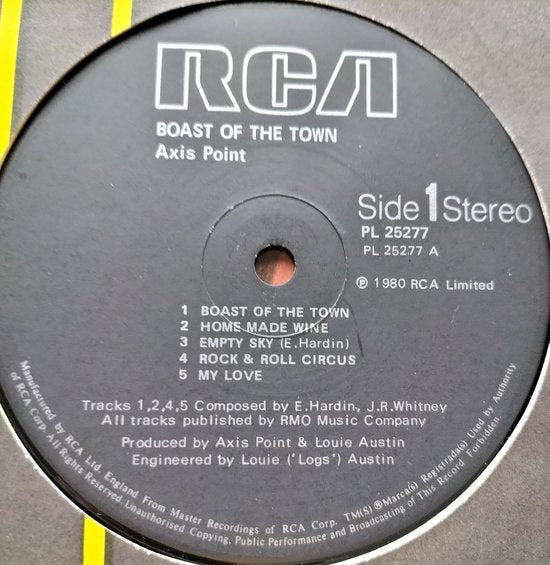 RCA
BOAST OF THE TOWN
Axis Point
Side 1 Stereo
PL 25277
PL 25277 A
℗ 1980 RCA Limited
1 BOAST OF THE TOWN
2 HOME MADE WINE
3 EMPTY SKY (E.Hardin)
4 ROCK & ROLL CIRCUS
5 MY LOVE
Tracks 1,2,4,5 Composed by E.Hardin, J.R.Whitney
All tracks published by RMO Music Company
Produced by Axis Point & Louie Austin
Engineered by Louie ('Logs') Austin
Manufactured by RCA Ltd. England From Master Recordings of RCA Corp. TM(S)®Marca(s) Registrada(s) Used by Authority
of RCA Corp. All Rights Reserved. Unauthorised Copying, Public Performance and Broadcasting of This Record Forbidden.